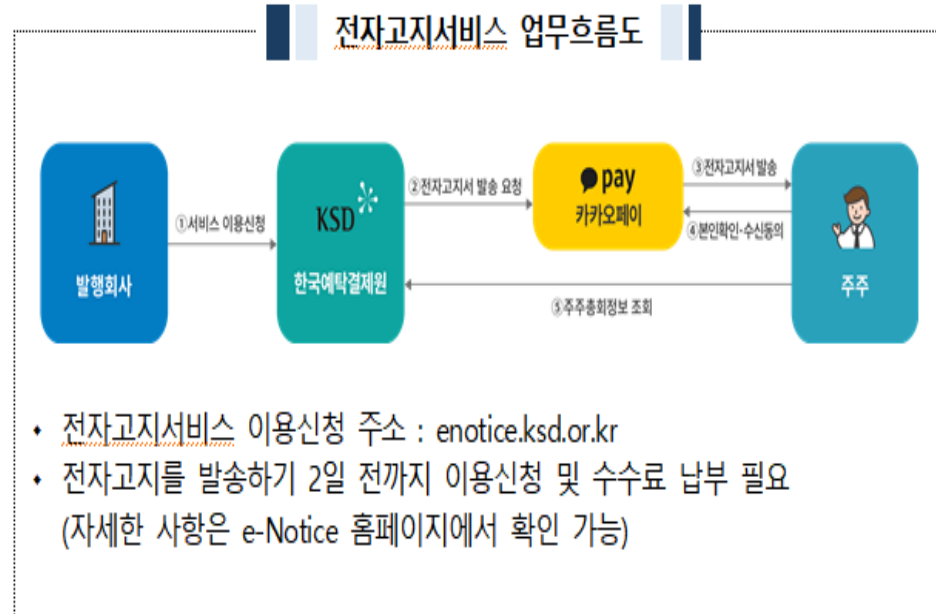 전자고지서비스 업무흐름도
발행회사
①서비스 이용신청
KSD
한국예탁결제원
②전자고지서 발송 요청
pay
카카오페이
③전자고지서 발송
④본인확인·수신동의
주주
⑤주주총회정보 조회
• 전자고지서비스 이용신청 주소 : enotice.ksd.or.kr
• 전자고지를 발송하기 2일 전까지 이용신청 및 수수료 납부 필요
(자세한 사항은 e-Notice 홈페이지에서 확인 가능)